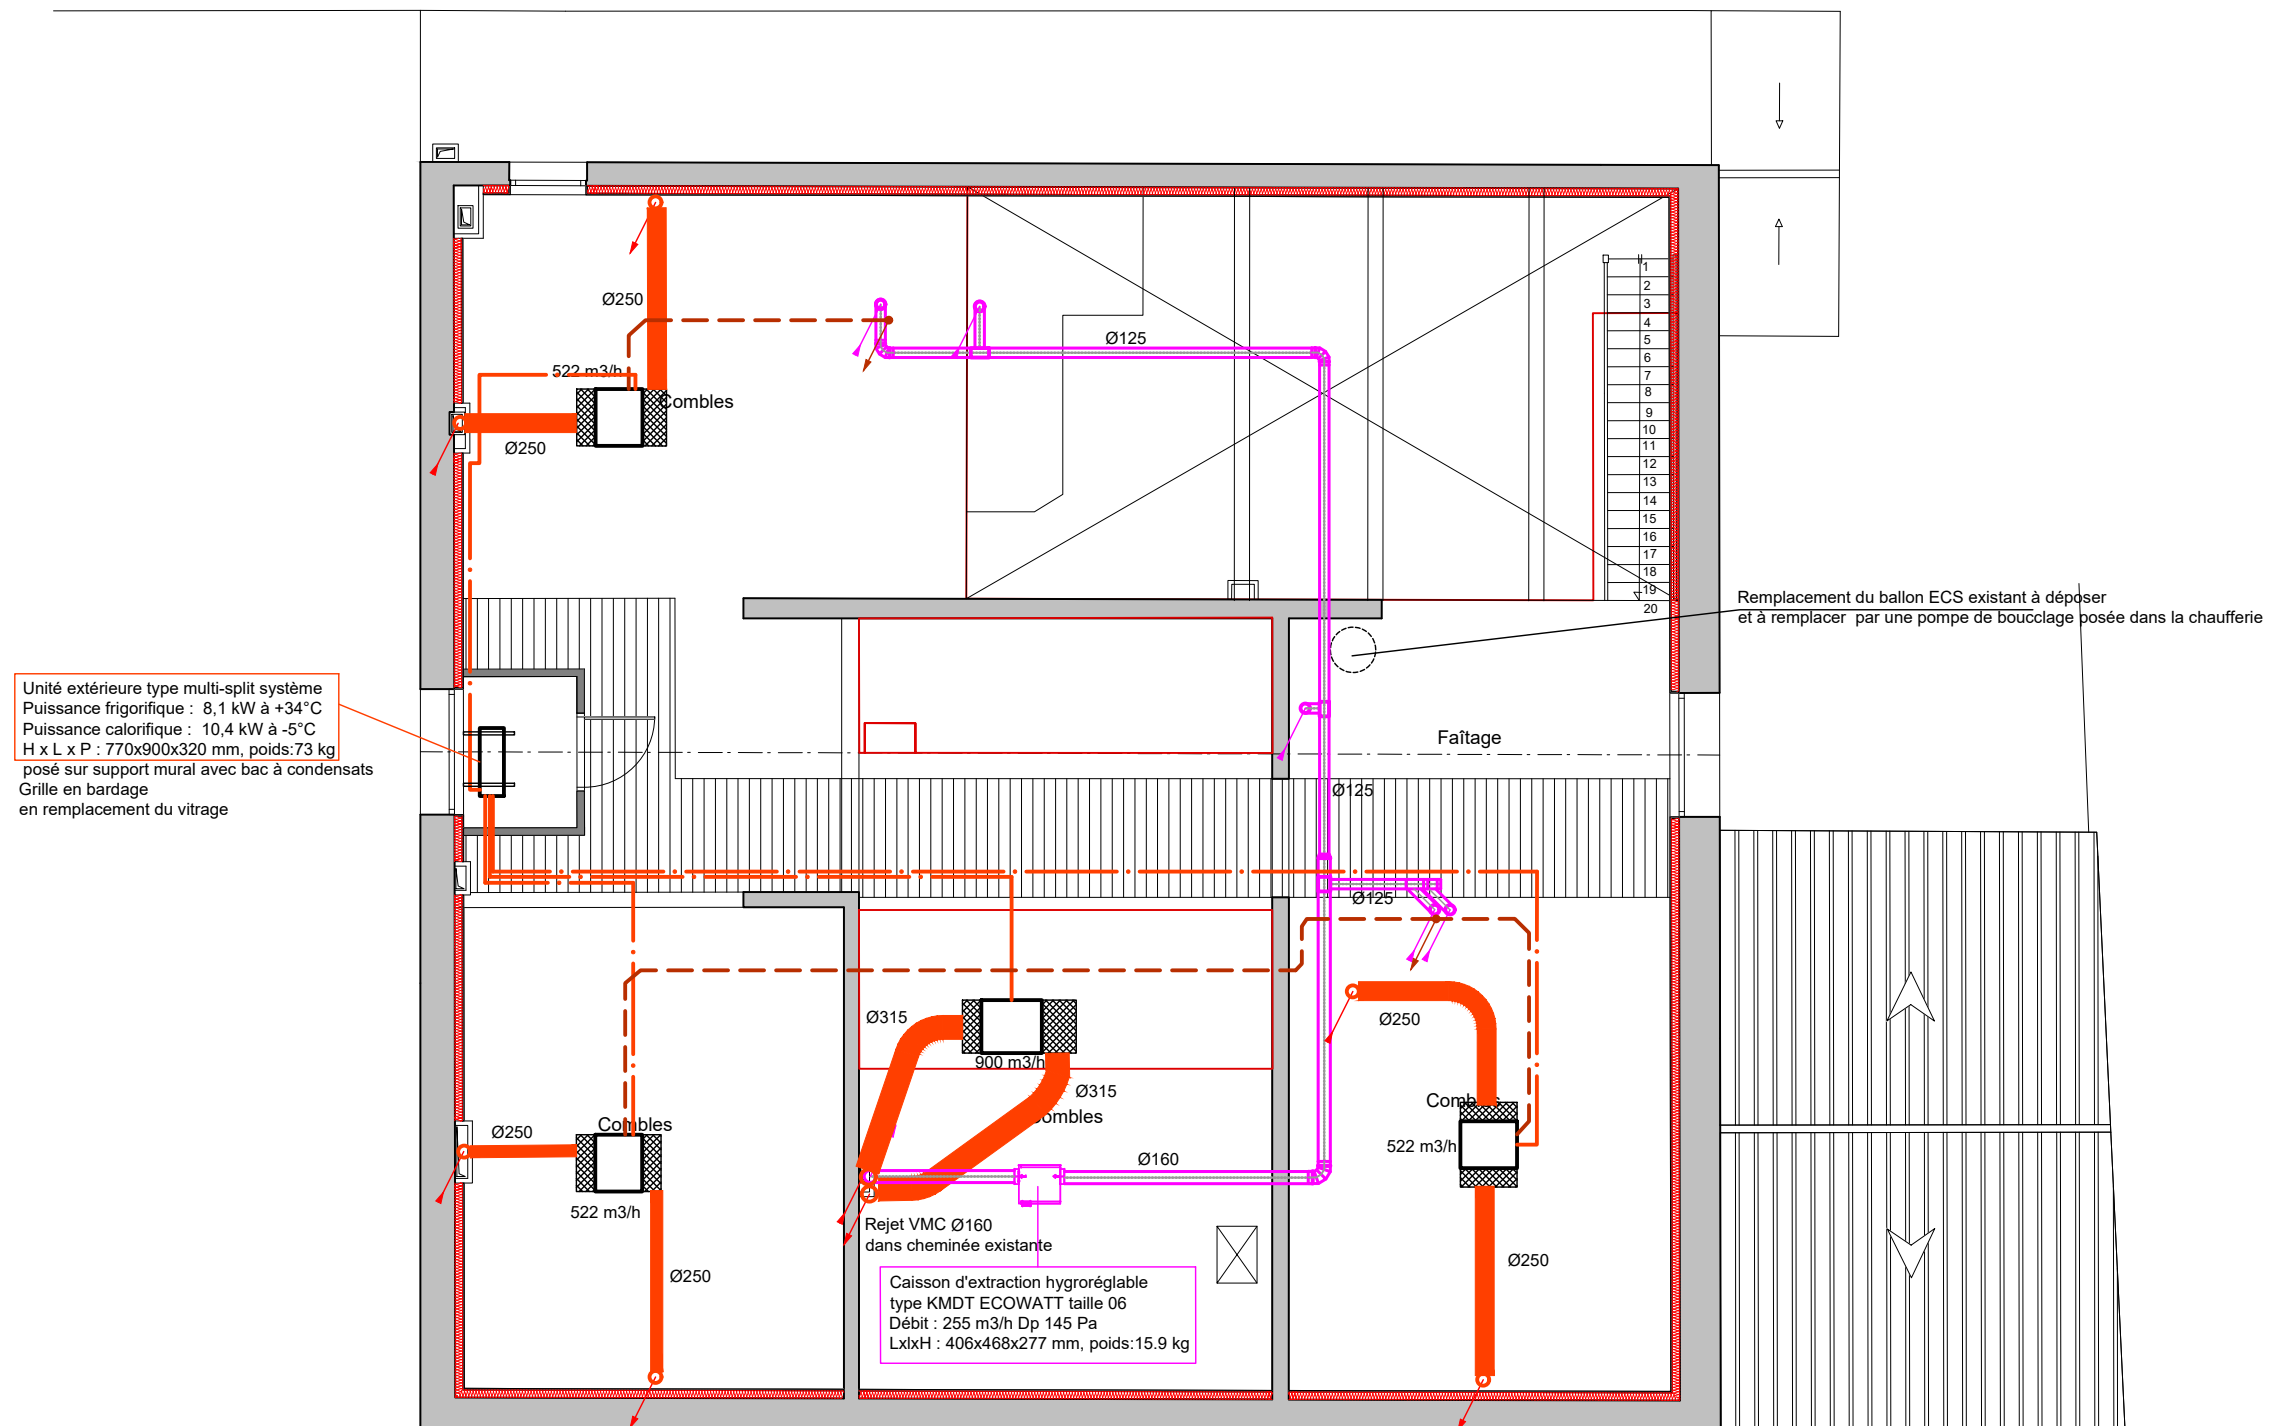 1
2
3
4
5
6
7
8
9
10
11
12
13
14
15
16
17
18
19
20
Ø250
Ø125
522 m3/h
Combles
Ø250
Remplacement du ballon ECS existant à déposer
et à remplacer par une pompe de boucclage posée dans la chaufferie
Unité extérieure type multi-split système
Puissance frigorifique : 8,1 kW à +34°C
Puissance calorifique : 10,4 kW à -5°C
H x L x P : 770x900x320 mm, poids:73 kg
posé sur support mural avec bac à condensats
Grille en bardage
en remplacement du vitrage
Faîtage
Ø125
Ø125
Ø315
900 m3/h
Ø315
Combles
Ø250
Combles
522 m3/h
Ø250
Combles
522 m3/h
Ø160
Rejet VMC Ø160
dans cheminée existante
Ø250
Ø250
Caisson d'extraction hygroréglable
type KMDT ECOWATT taille 06
Débit : 255 m3/h Dp 145 Pa
LxlxH : 406x468x277 mm, poids:15.9 kg